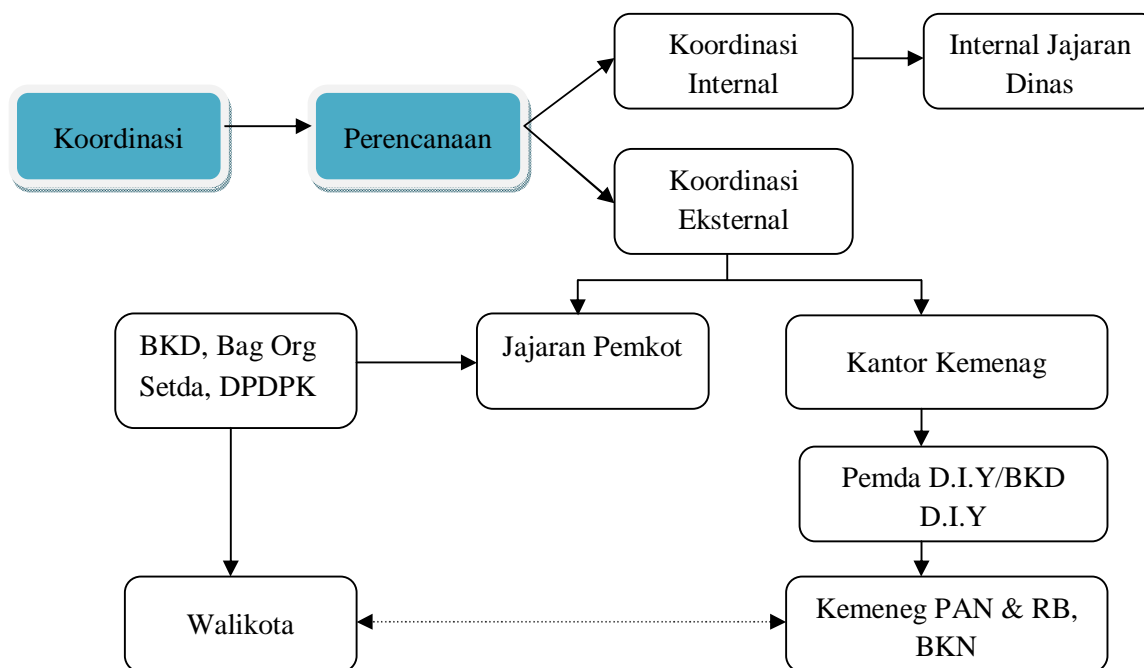 Koordinasi
Perencanaan
Koordinasi
Internal
Internal Jajaran
Dinas
Koordinasi
Eksternal
BKD, Bag Org
Setda, DPDPK
Jajaran Pemkot
Kantor Kemenag
Pemda D.I.Y/BKD
D.I.Y
Walikota
Kemeneg PAN & RB,
BKN